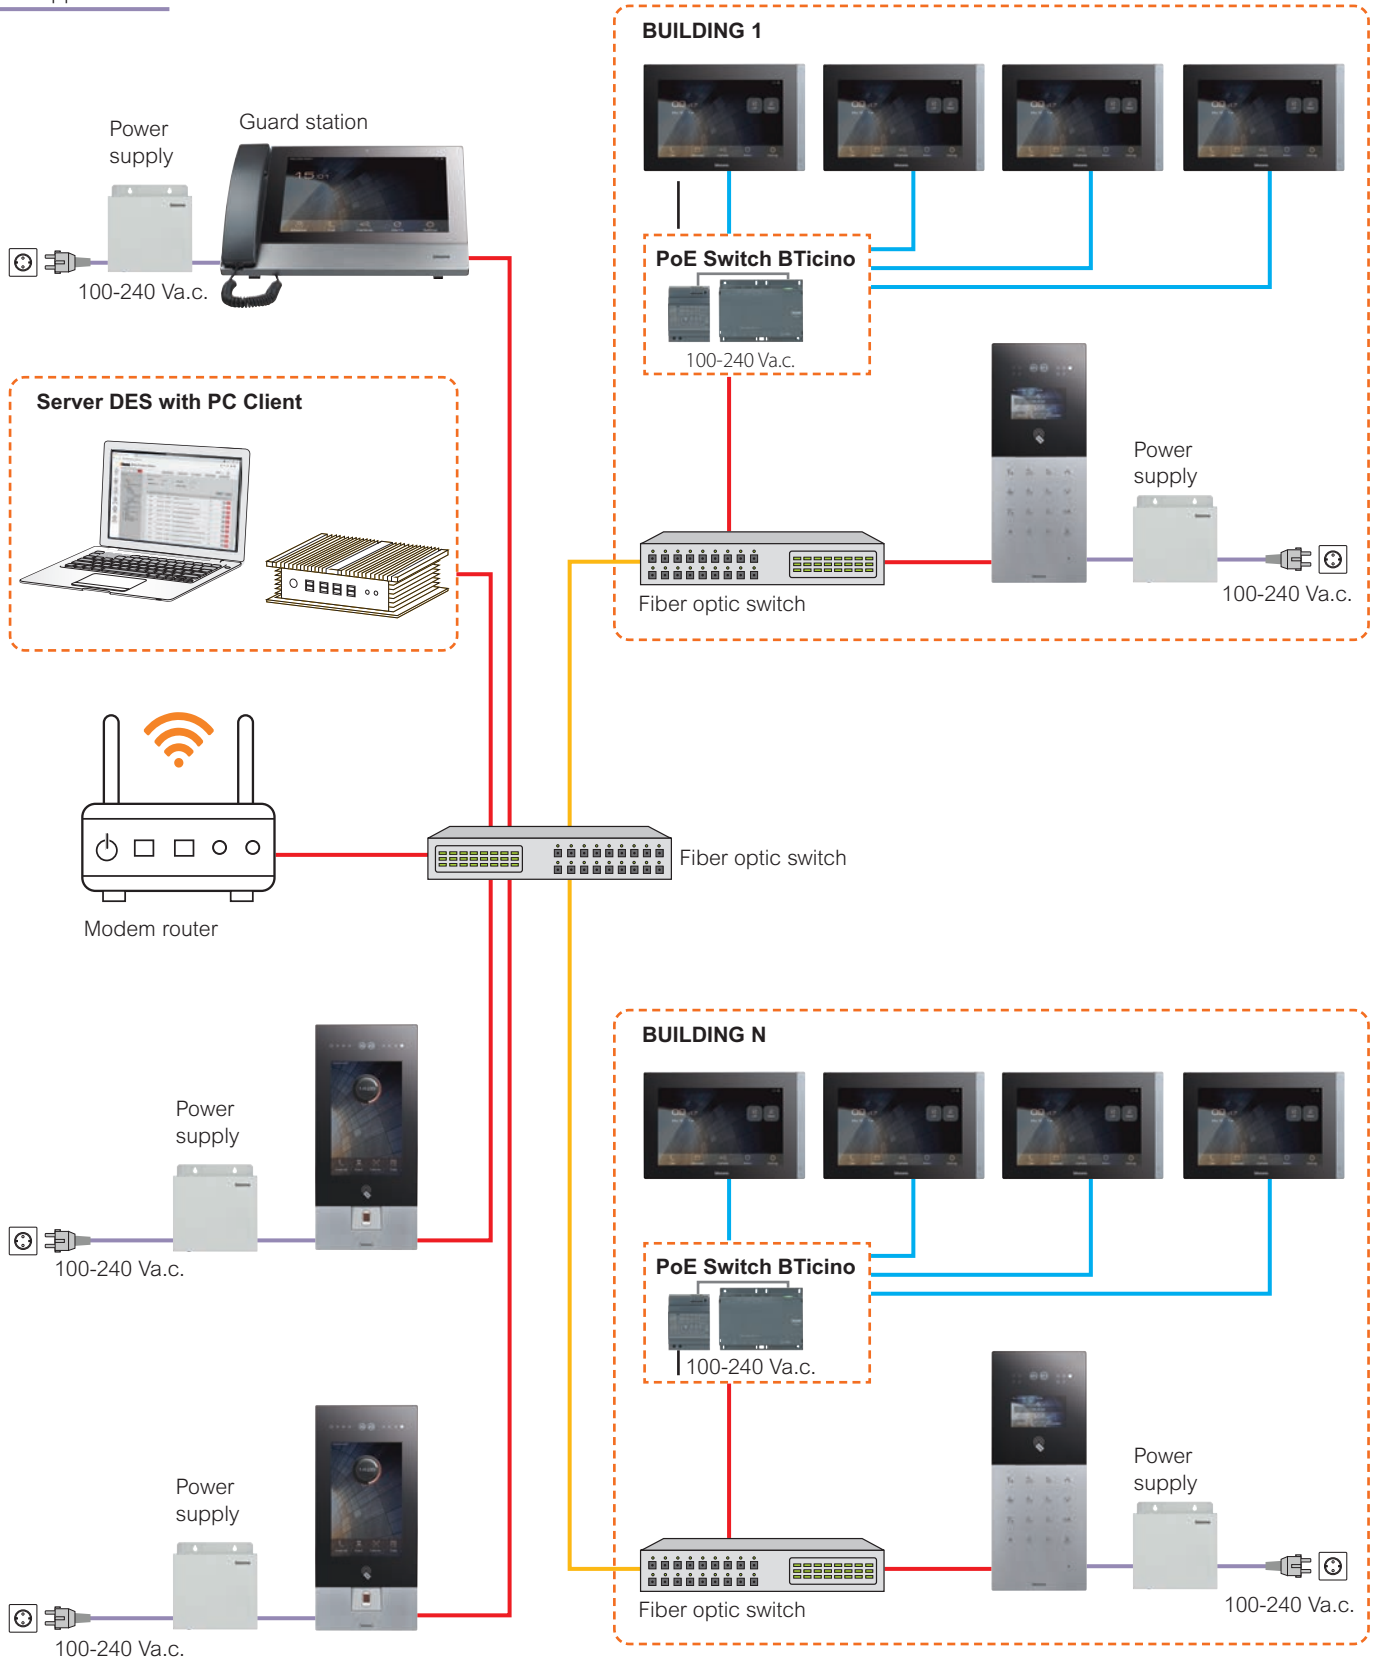 BUILDING 1
Power
supply
Guard station
100-240 Va.c.
PoE Switch BTicino
100-240 Va.c.
Server DES with PC Client
Power
supply
100-240 Va.c.
Fiber optic switch
Fiber optic switch
Modem router
BUILDING N
Power
supply
100-240 Va.c.
PoE Switch BTicino
100-240 Va.c.
Power
supply
Power
supply
100-240 Va.c.
Fiber optic switch
100-240 Va.c.